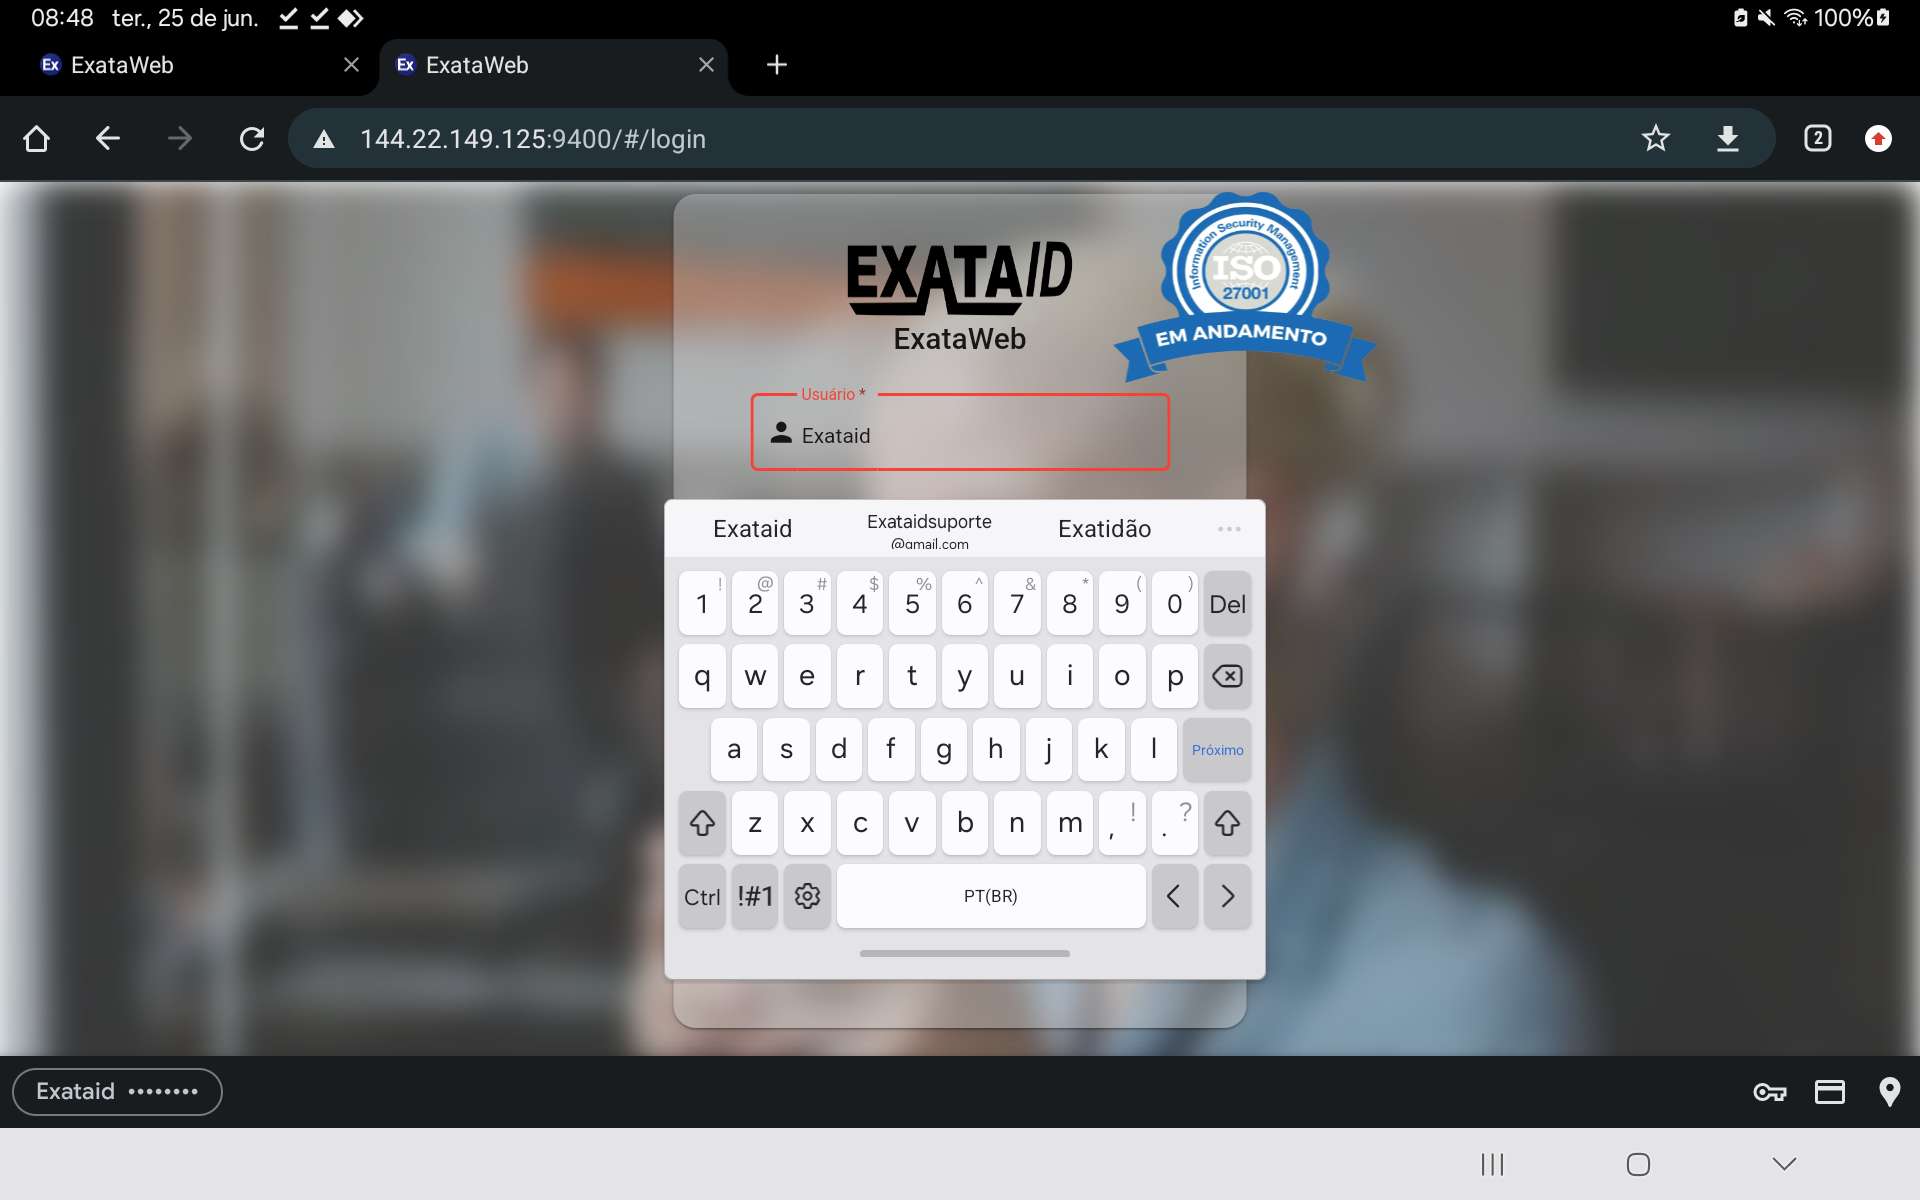 08:48 ter., 25 de jun.
100%
Ex ExataWeb
Ex ExataWeb
144.22.149.125:9400/#/login
2
EXATAID
ExataWeb
Information Security Management
ISO
27001
EM ANDAMENTO
Usuário *
Exataid
Exataid
Exataidsuporte
@gmail.com
Exatidão
...
! @ # $ % ^ & * ( )
1 2 3 4 5 6 7 8 9 0 Del
q w e r t y u i o p
a s d f g h j k l Próximo
z x c v b n m , ! . ?
Ctrl !#1 PT(BR) < >
Exataid ••••••••